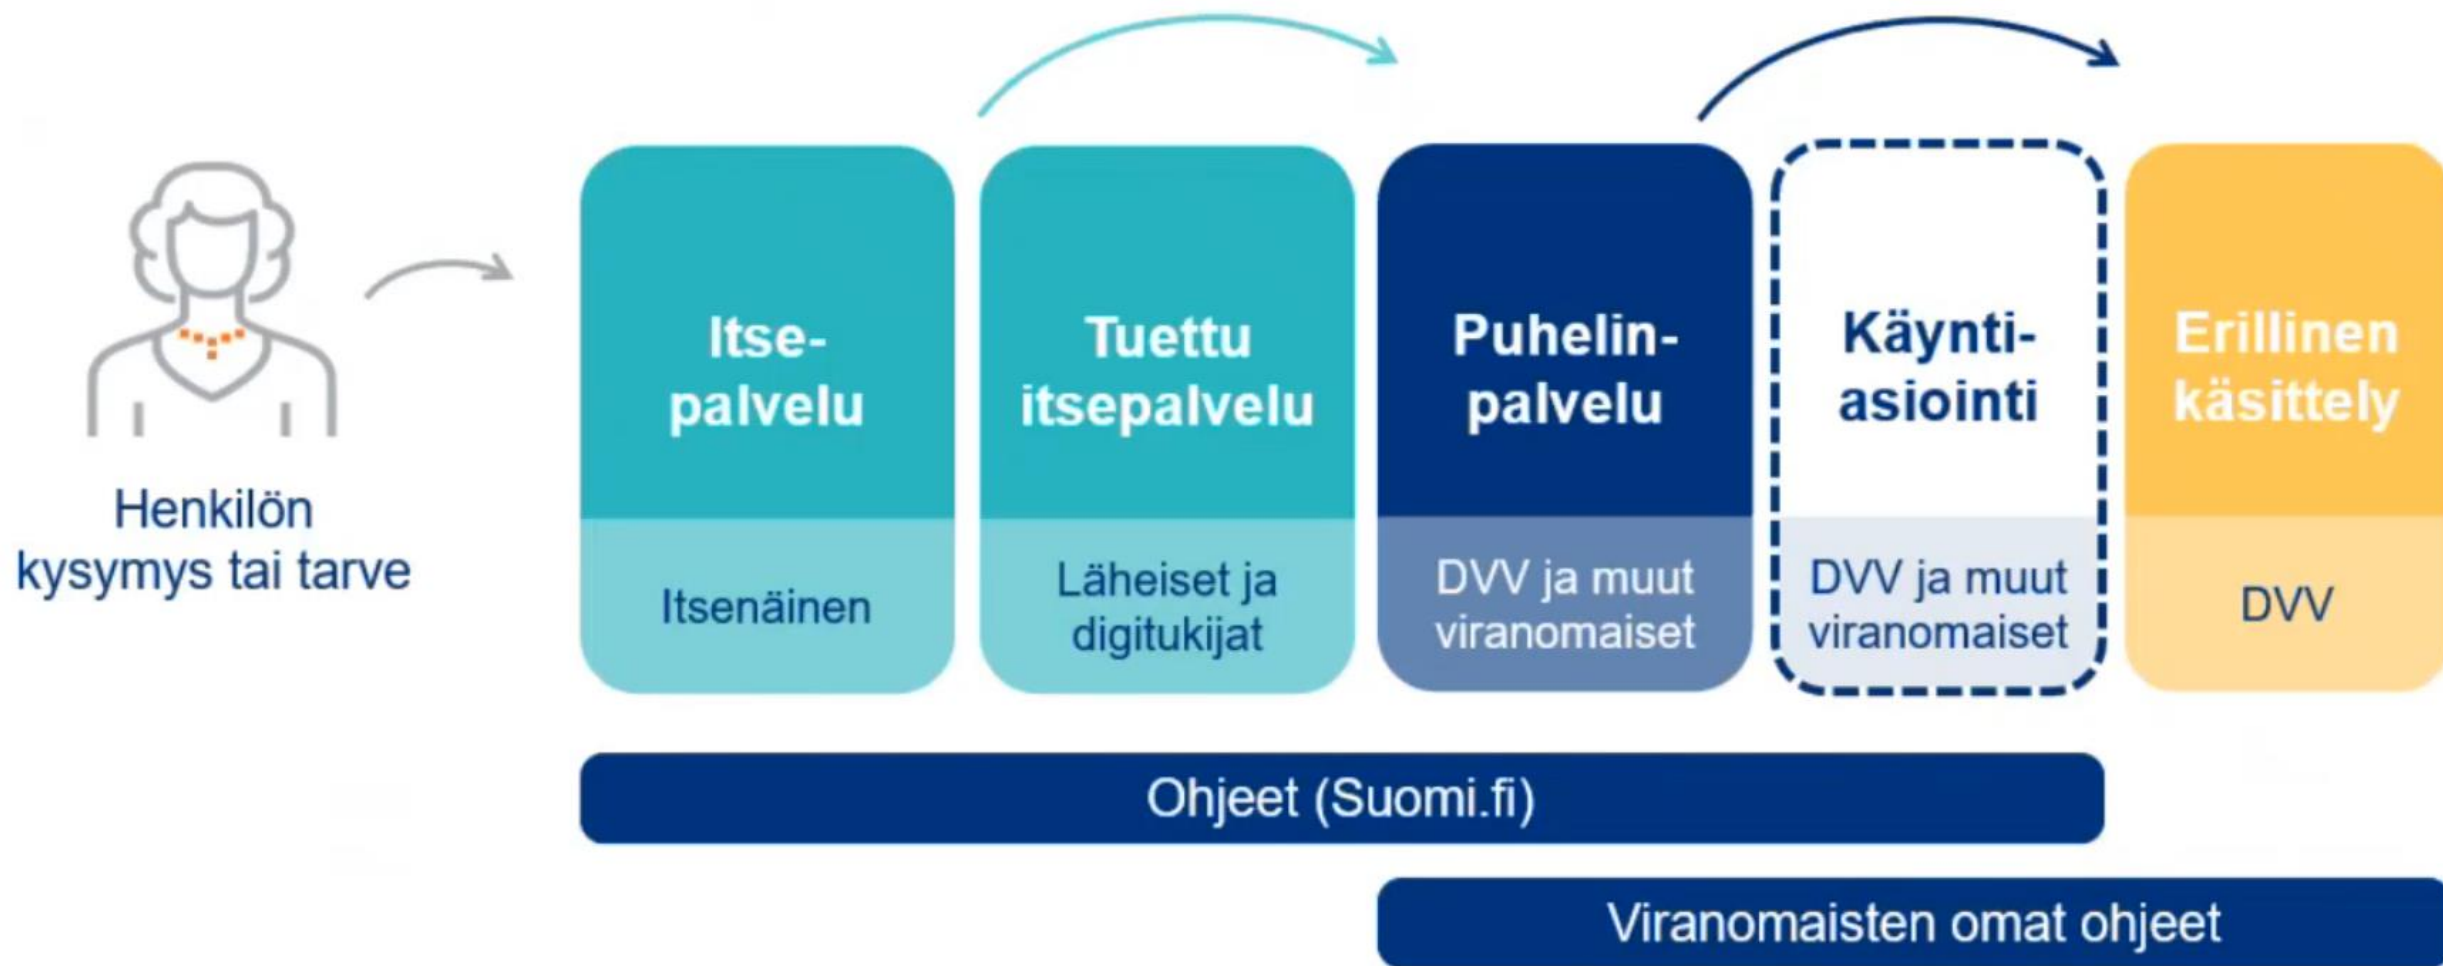 Henkilön
kysymys tai tarve
Itse-
palvelu
Itsenäinen
Tuettu
itsepalvelu
Läheiset ja
digitukijat
Puhelin-
palvelu
DVV ja muut
viranomaiset
Käynti-
asiointi
DVV ja muut
viranomaiset
Erillinen
käsittely
DVV
Ohjeet (Suomi.fi)
Viranomaisten omat ohjeet